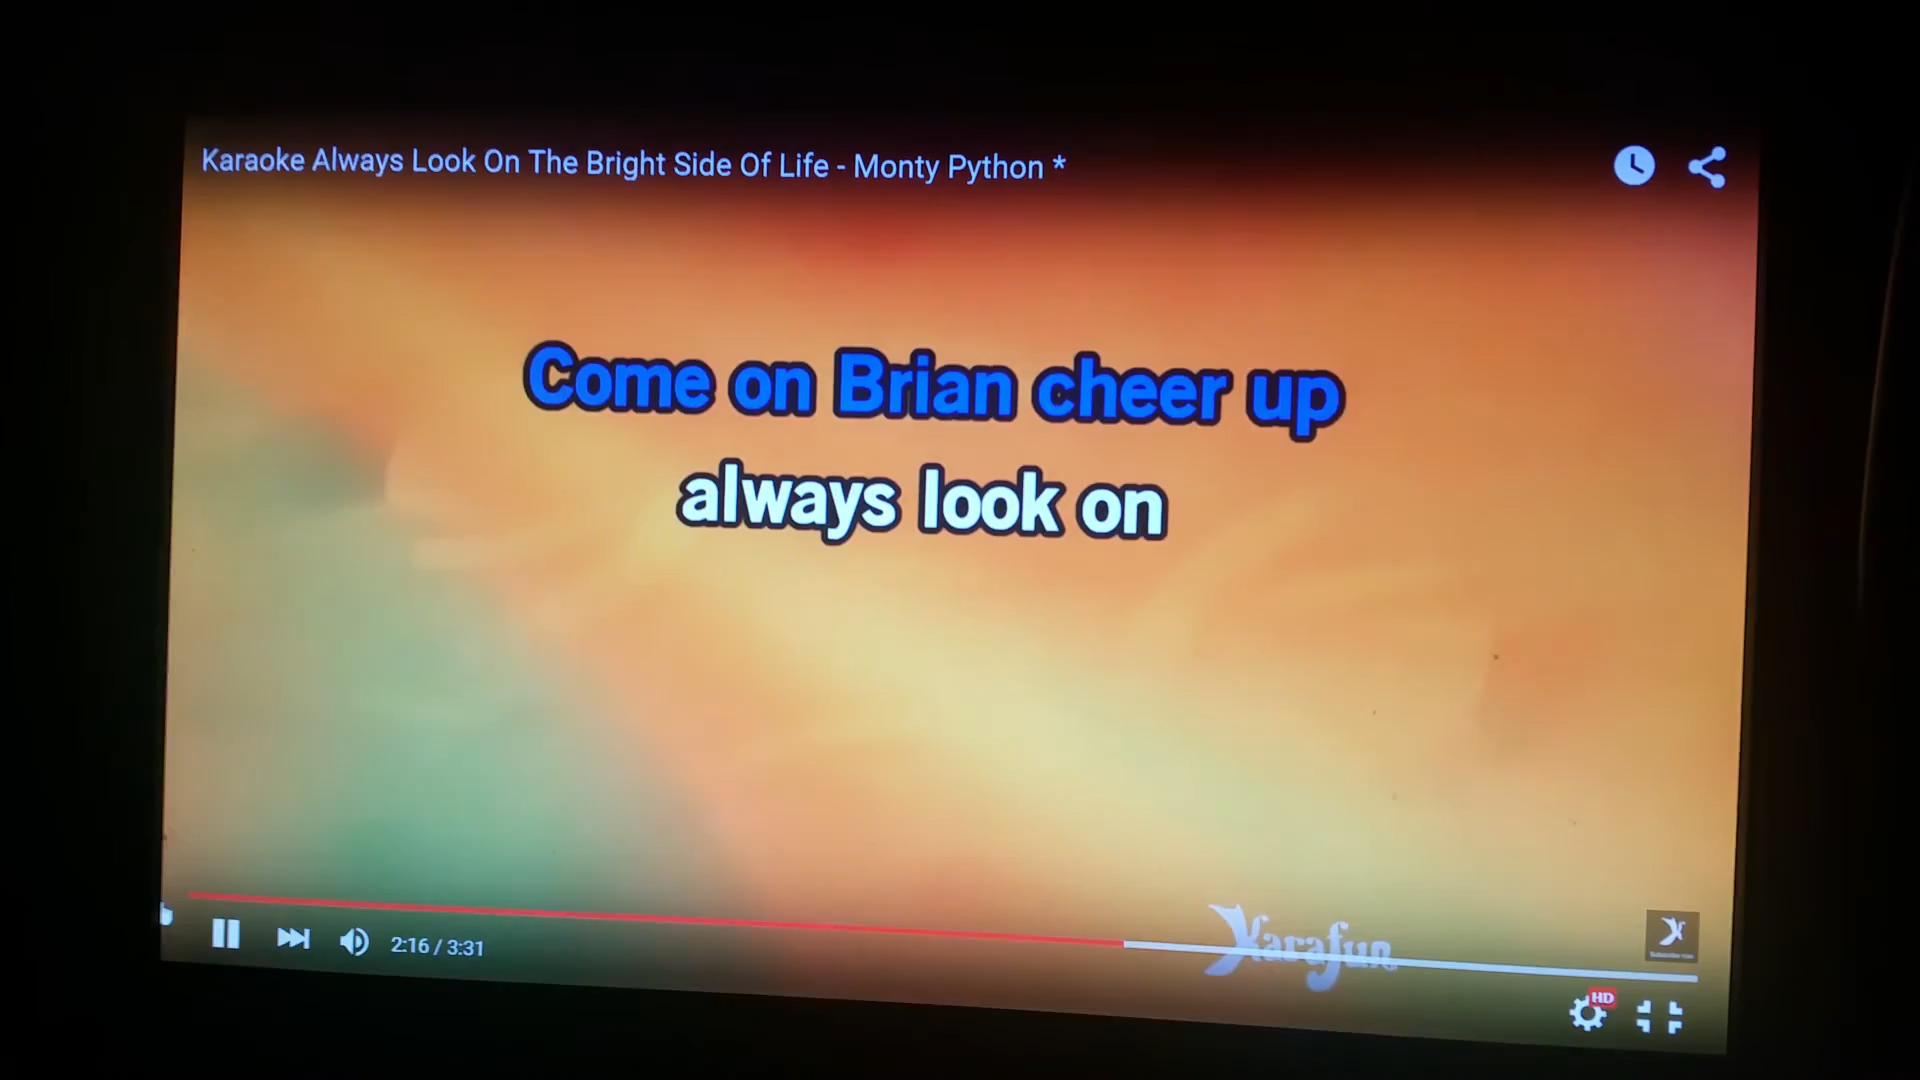 Karaoke Always Look On The Bright Side Of Life - Monty Python *
Come on Brian cheer up
always look on
Karafun
2:16 / 3:31
HD